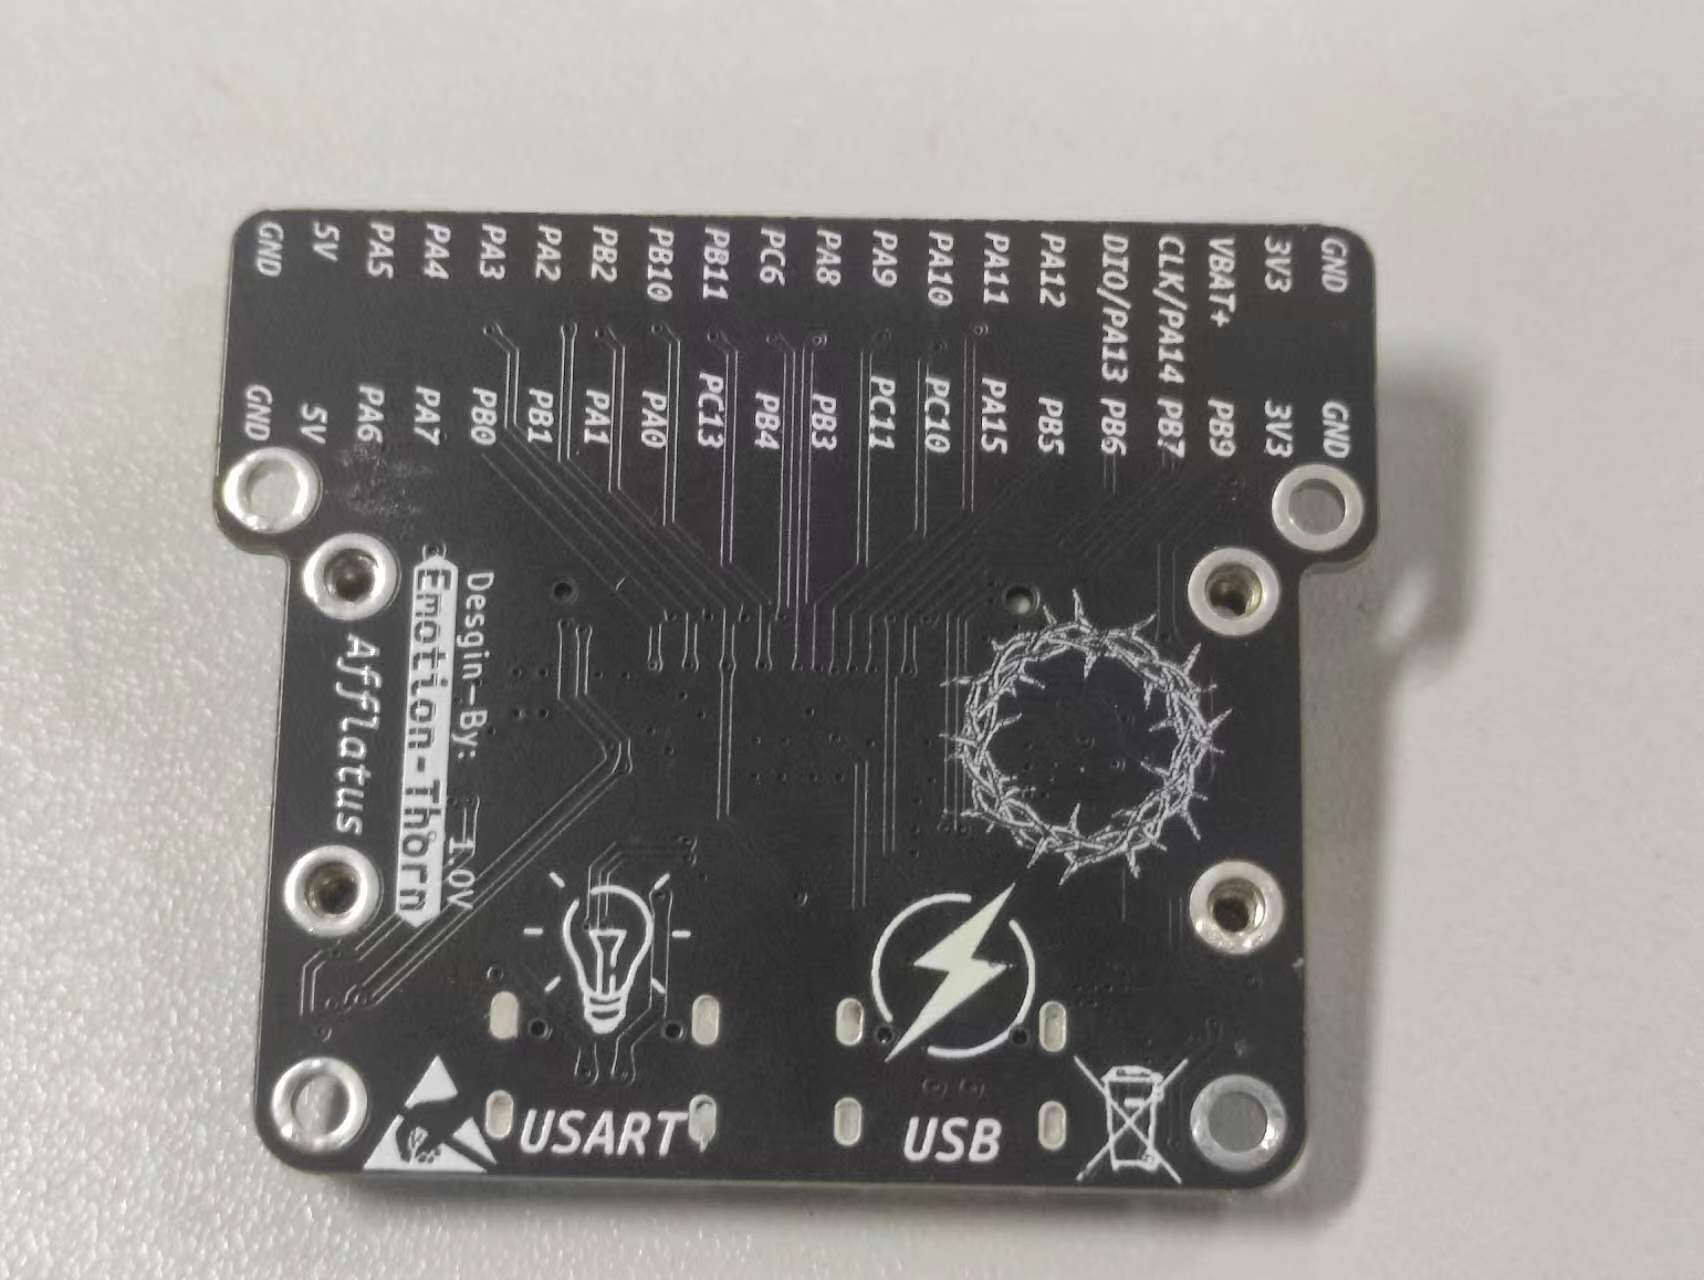 GND 5V PA5 PA4 PA3 PA2 PB2 PB10 PB11 PC6 PA8 PA9 PA10 PA11 PA12 DIO/PA13 CLK/PA14 VBAT+ 3V3 GND
GND 5V PA6 PA7 PB0 PB1 PA1 PA0 PC13 PB4 PB3 PC11 PC10 PA15 PB5 PB6 PB7 PB9 3V3 GND
Desgin-By:
1.0V
Emotion-Thorn
Afflatus
USART
USB